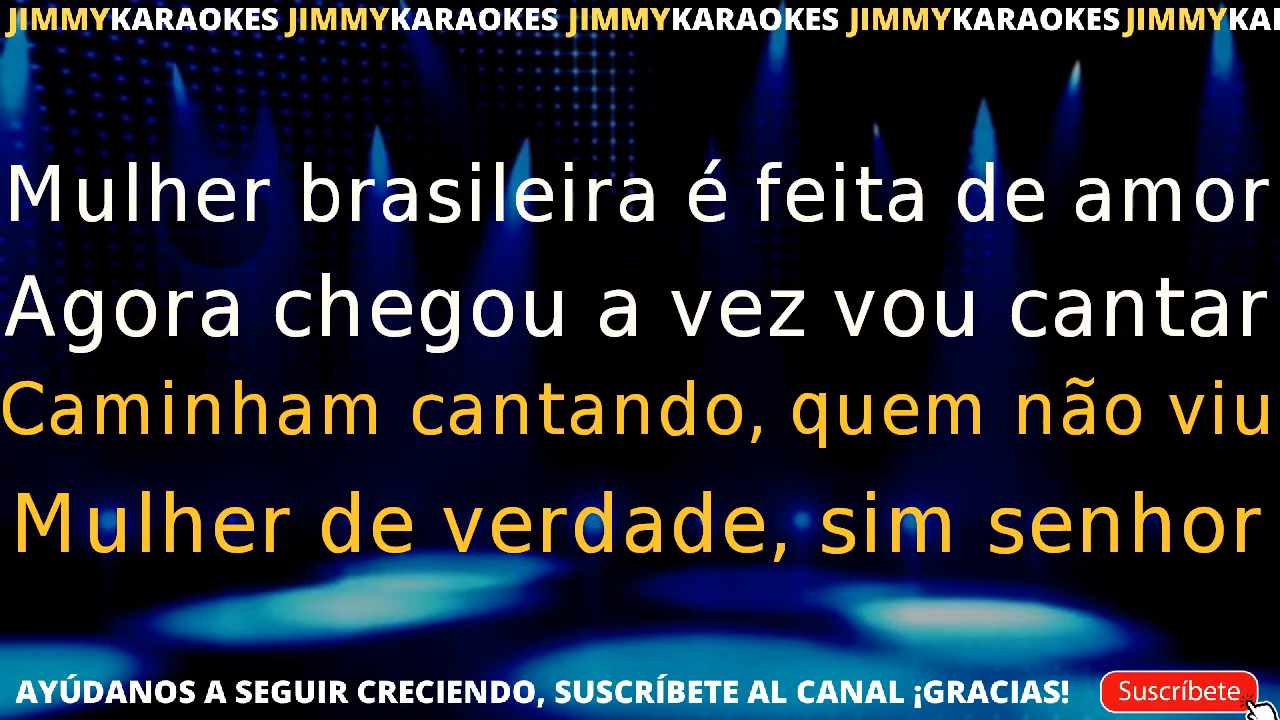 JIMMYKARAOKES JIMMYKARAOKES JIMMYKARAOKES JIMMYKARAOKES JIMMYKAI
Mulher brasileira é feita de amor
Agora chegou a vez vou cantar
Caminham cantando, quem não viu
Mulher de verdade, sim senhor
AYÚDANOS A SEGUIR CRECIENDO, SUSCRÍBETE AL CANAL ¡GRACIAS! Suscríbete